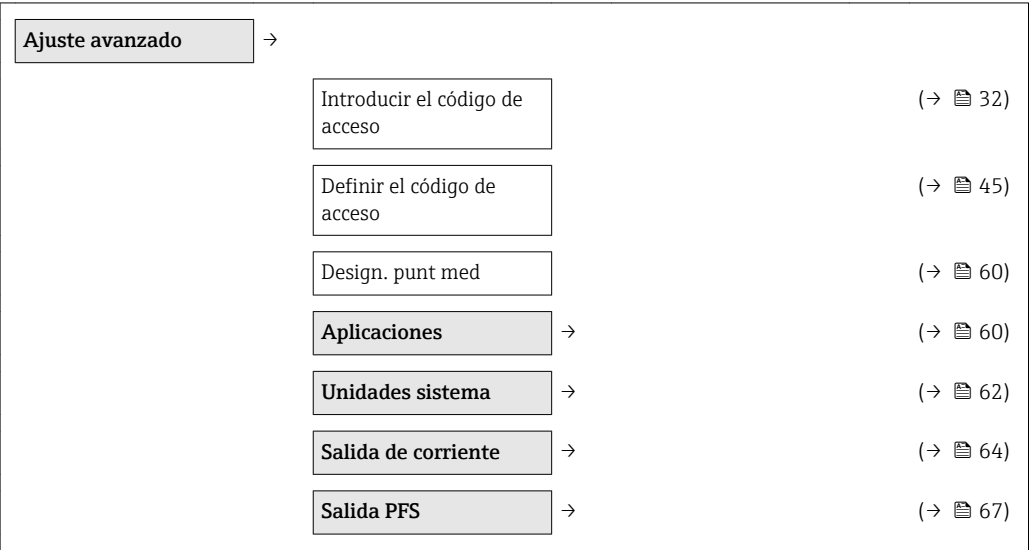 Ajuste avanzado →
Introducir el código de (→ 🖹 32)
acceso
Definir el código de (→ 🖹 45)
acceso
Design. punt med (→ 🖹 60)
Aplicaciones → (→ 🖹 60)
Unidades sistema → (→ 🖹 62)
Salida de corriente → (→ 🖹 64)
Salida PFS → (→ 🖹 67)